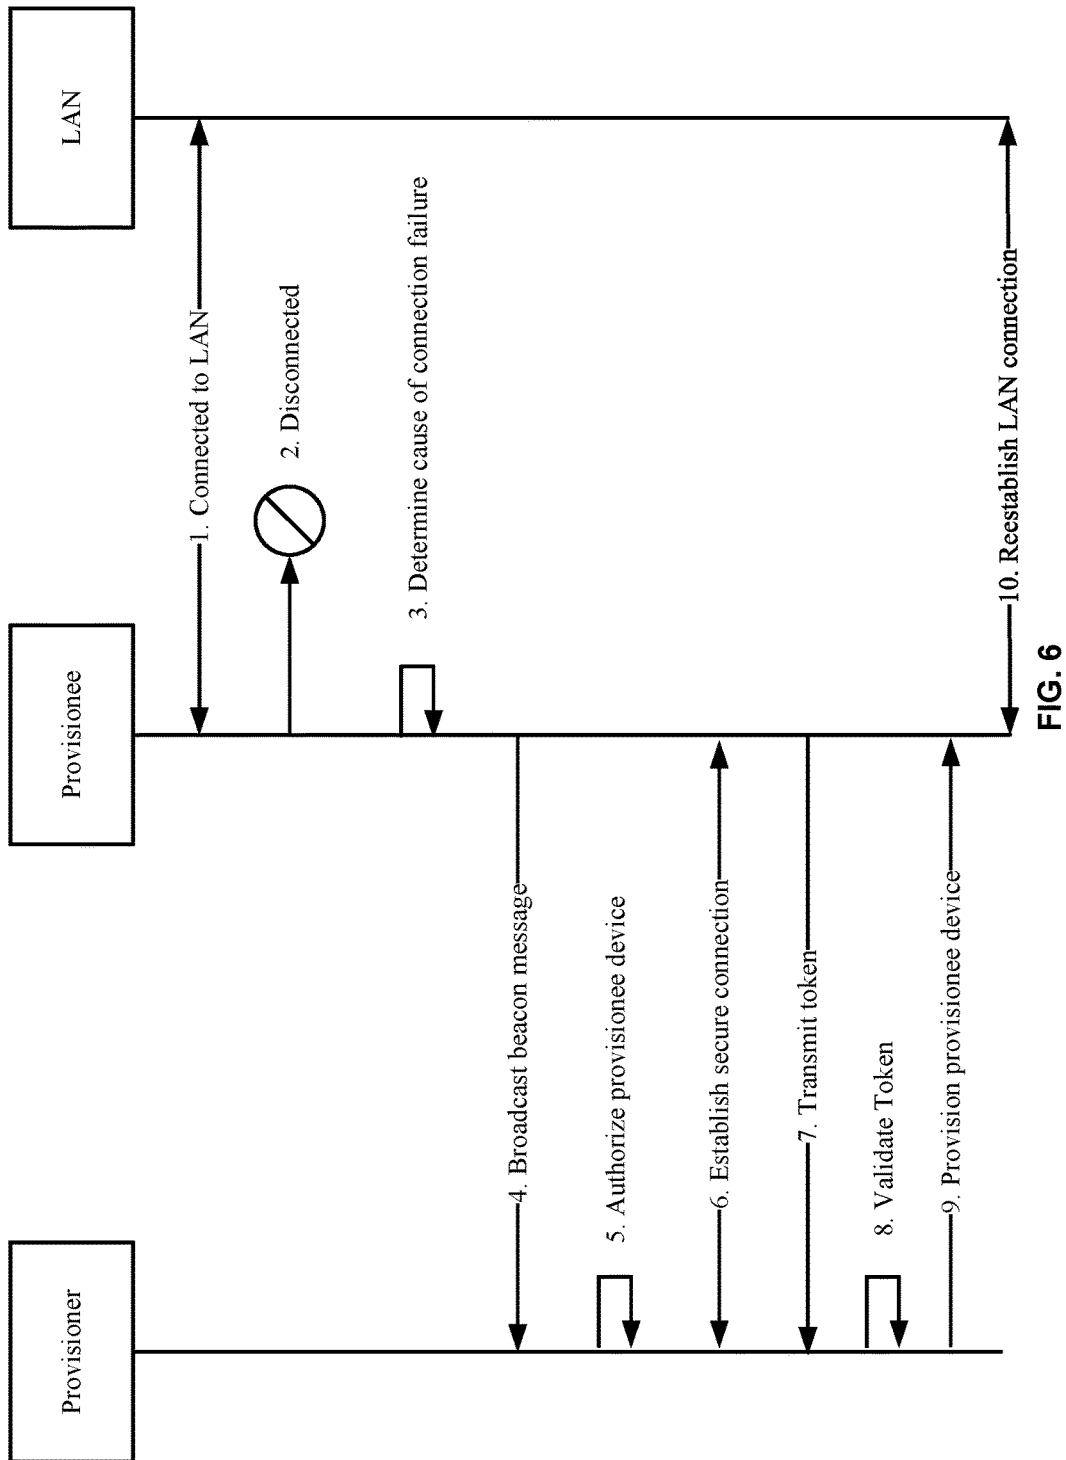 Provisioner
Provisionee
LAN
1. Connected to LAN
2. Disconnected
3. Determine cause of connection failure
4. Broadcast beacon message
5. Authorize provisionee device
6. Establish secure connection
7. Transmit token
8. Validate Token
9. Provision provisionee device
10. Reestablish LAN connection
FIG. 6